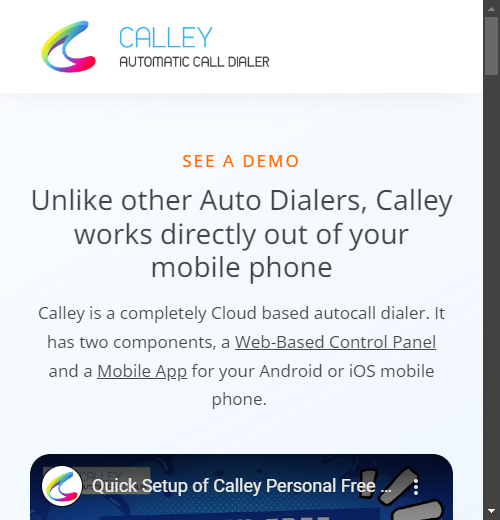 CALLEY
AUTOMATIC CALL DIALER
SEE A DEMO
Unlike other Auto Dialers, Calley
works directly out of your
mobile phone
Calley is a completely Cloud based autocall dialer. It
has two components, a Web-Based Control Panel
and a Mobile App for your Android or iOS mobile
phone.
Quick Setup of Calley Personal Free ...